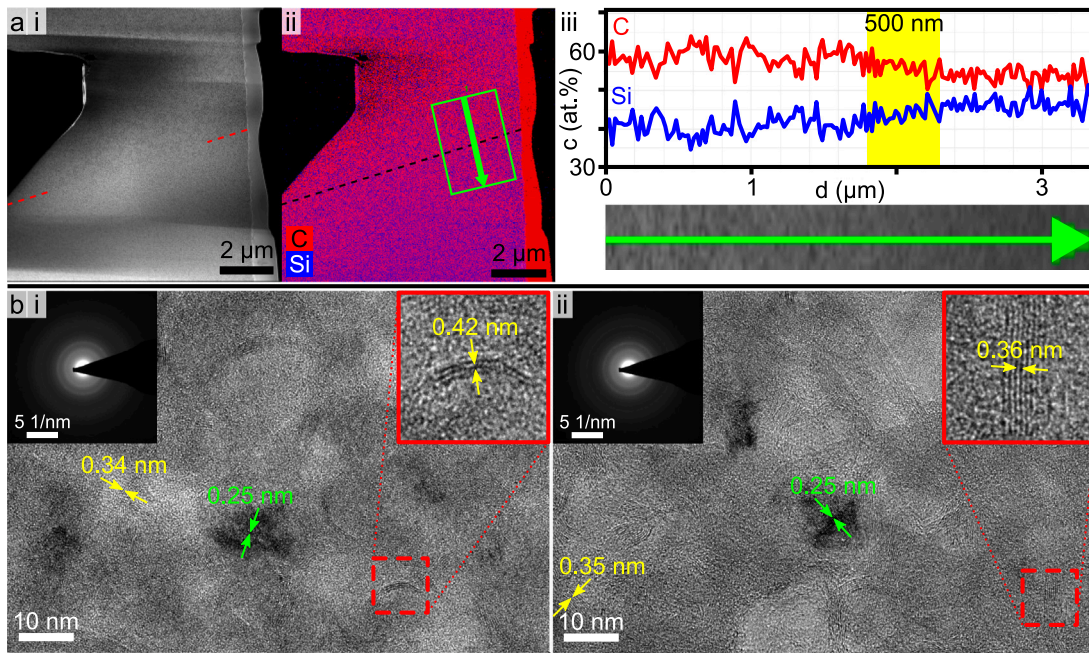 a i
2 µm
ii
C
Si
2 µm
iii
500 nm
C
Si
c (at.%)
60
30
0
1
3
d (µm)
b i
5 1/nm
0.42 nm
0.34 nm
0.25 nm
10 nm
ii
5 1/nm
0.36 nm
0.25 nm
0.35 nm
10 nm